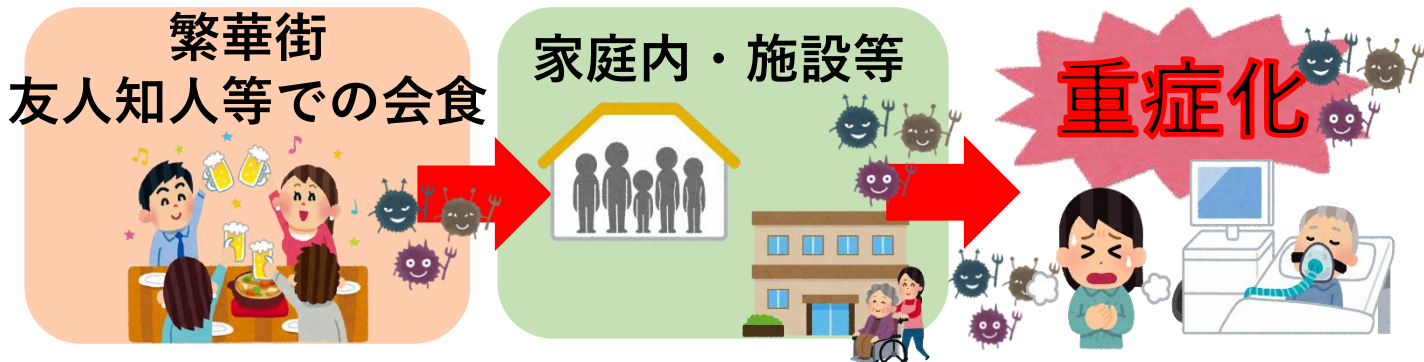 繁華街
友人知人等での会食
家庭内・施設等
重症化